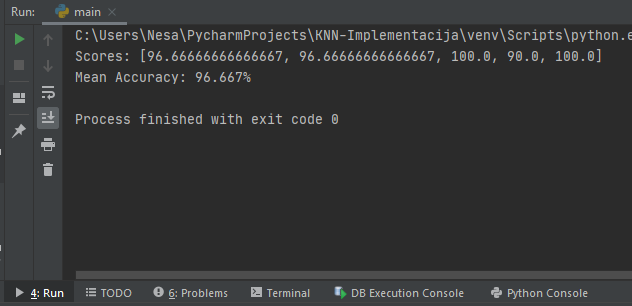 Run: main
C:\Users\Nesa\PycharmProjects\KNN-Implementacija\venv\Scripts\python.e
Scores: [96.66666666666667, 96.66666666666667, 100.0, 90.0, 100.0]
Mean Accuracy: 96.667%
Process finished with exit code 0
4: Run TODO 6: Problems Terminal DB Execution Console Python Console